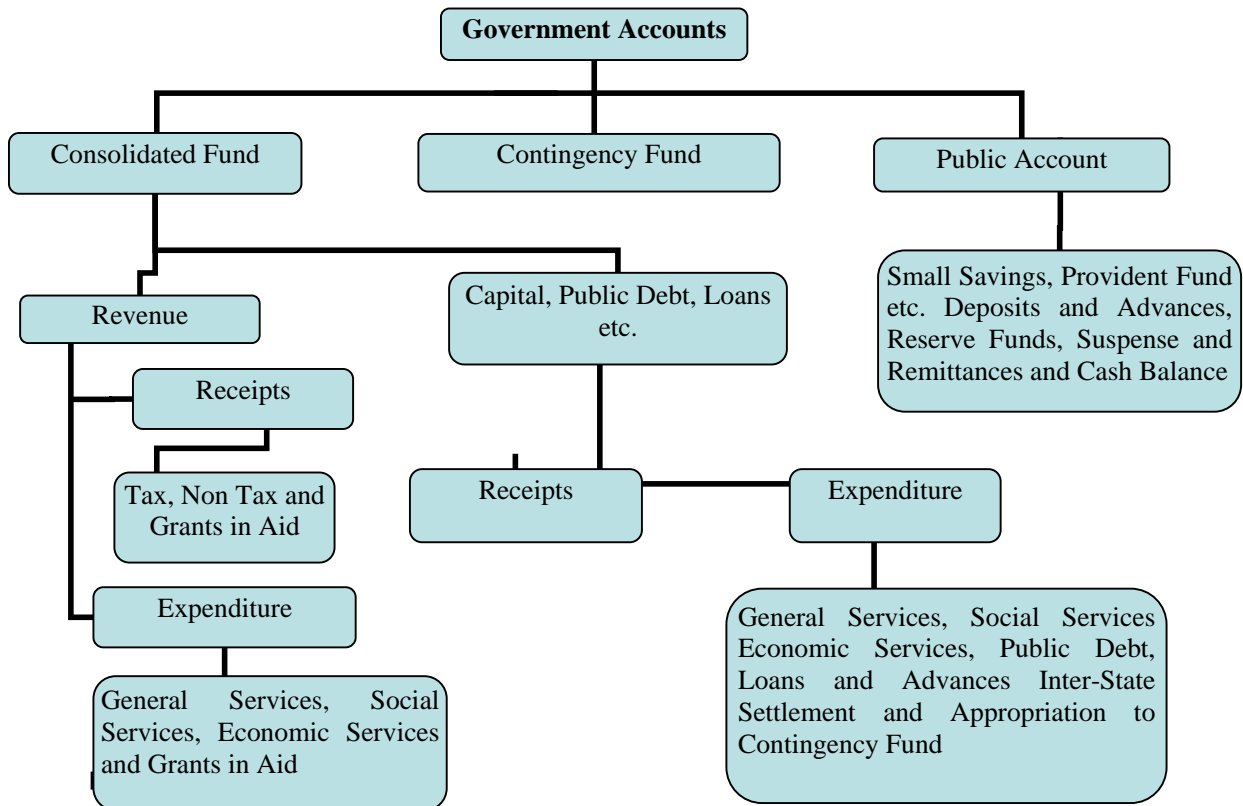 Government Accounts
Consolidated Fund
Contingency Fund
Public Account
Small Savings, Provident Fund
etc. Deposits and Advances,
Reserve Funds, Suspense and
Remittances and Cash Balance
Revenue
Capital, Public Debt, Loans
etc.
Receipts
Tax, Non Tax and
Grants in Aid
Receipts
Expenditure
Expenditure
General Services, Social
Services, Economic Services
and Grants in Aid
General Services, Social Services
Economic Services, Public Debt,
Loans and Advances Inter-State
Settlement and Appropriation to
Contingency Fund